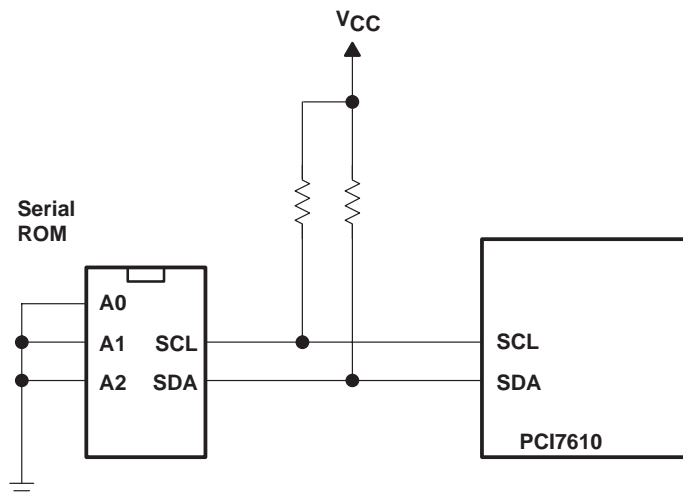 VCC
Serial
ROM
A0
A1 SCL
A2 SDA
SCL
SDA
PCI7610